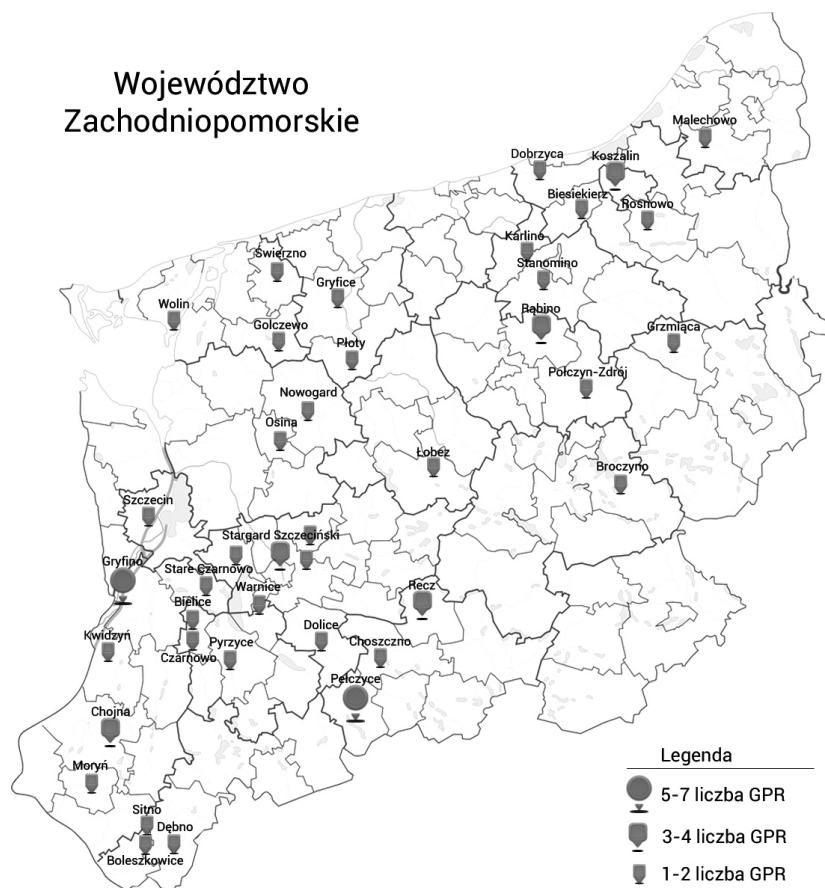 Województwo
Zachodniopomorskie
Malechowo
Dobrzyca
Koszalin
Biesiekierz
Rosnowo
Karlino
Świerzno
Stanomino
Gryfice
Wolin
Rąbino
Golczewo
Grzmiąca
Płoty
Połczyn-Zdrój
Nowogard
Osina
Łobez
Broczyno
Szczecin
Stargard Szczeciński
Gryfino
Stare Czarnowo
Warnice
Recz
Bielice
Dolice
Kwidzyń
Pyrzyce
Choszczno
Czarnowo
Pełczyce
Chojna
Moryń
Sitno
Dębno
Boleszkowice
Legenda
5-7 liczba GPR
3-4 liczba GPR
1-2 liczba GPR